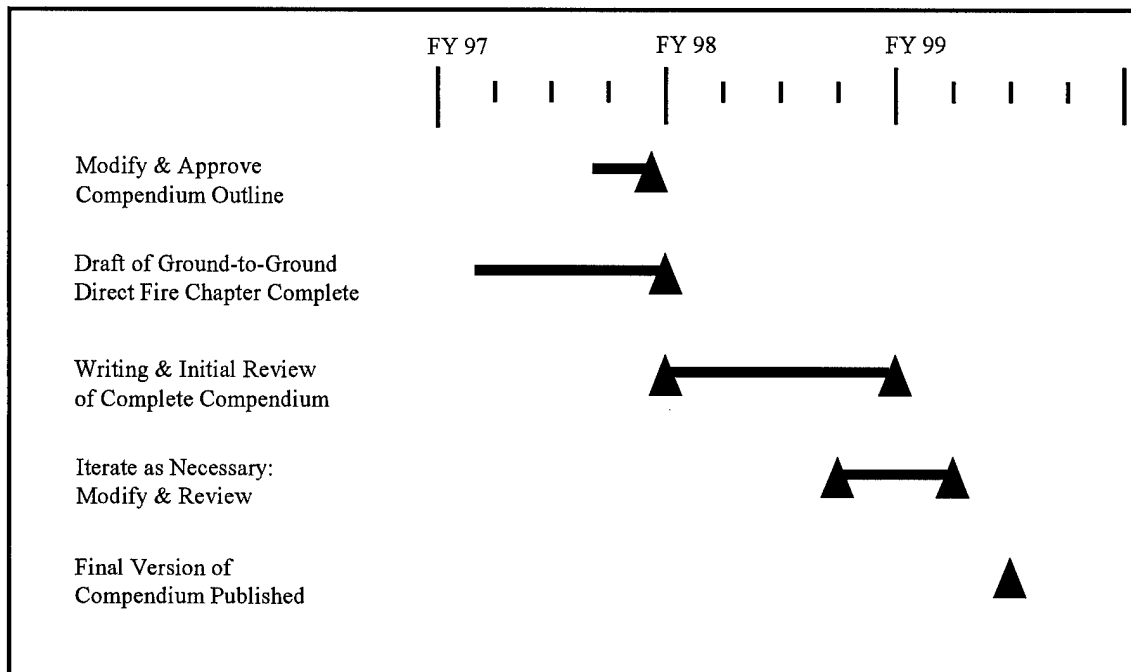 FY 97 FY 98 FY 99
Modify & Approve
Compendium Outline
Draft of Ground-to-Ground
Direct Fire Chapter Complete
Writing & Initial Review
of Complete Compendium
Iterate as Necessary:
Modify & Review
Final Version of
Compendium Published